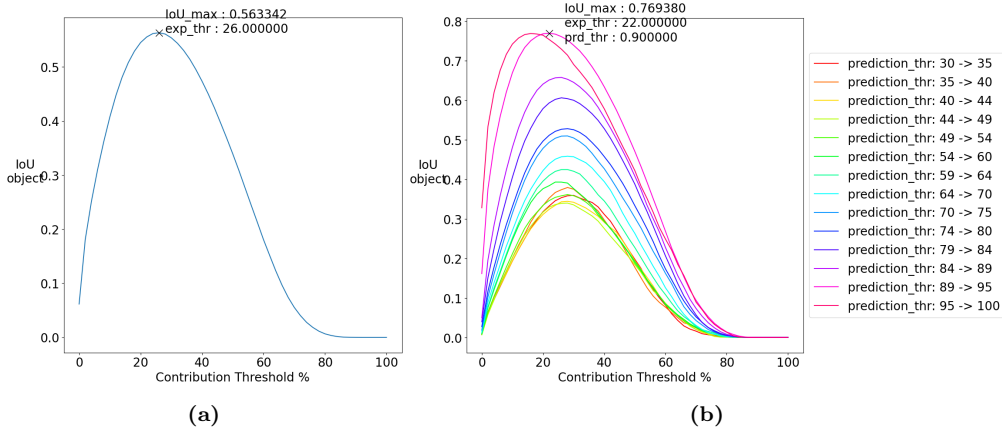 IoU_max : 0.563342
exp_thr : 26.000000
0.5
0.4
0.3
0.2
0.1
0.0
IoU
object
0
20
40
60
80
100
Contribution Threshold %
(a)
IoU_max : 0.769380
exp_thr : 22.000000
prd_thr : 0.900000
0.8
0.7
0.6
0.5
0.4
0.3
0.2
0.1
0.0
IoU
object
0
20
40
60
80
100
Contribution Threshold %
(b)
prediction_thr: 30 -> 35
prediction_thr: 35 -> 40
prediction_thr: 40 -> 44
prediction_thr: 44 -> 49
prediction_thr: 49 -> 54
prediction_thr: 54 -> 60
prediction_thr: 59 -> 64
prediction_thr: 64 -> 70
prediction_thr: 70 -> 75
prediction_thr: 74 -> 80
prediction_thr: 79 -> 84
prediction_thr: 84 -> 89
prediction_thr: 89 -> 95
prediction_thr: 95 -> 100